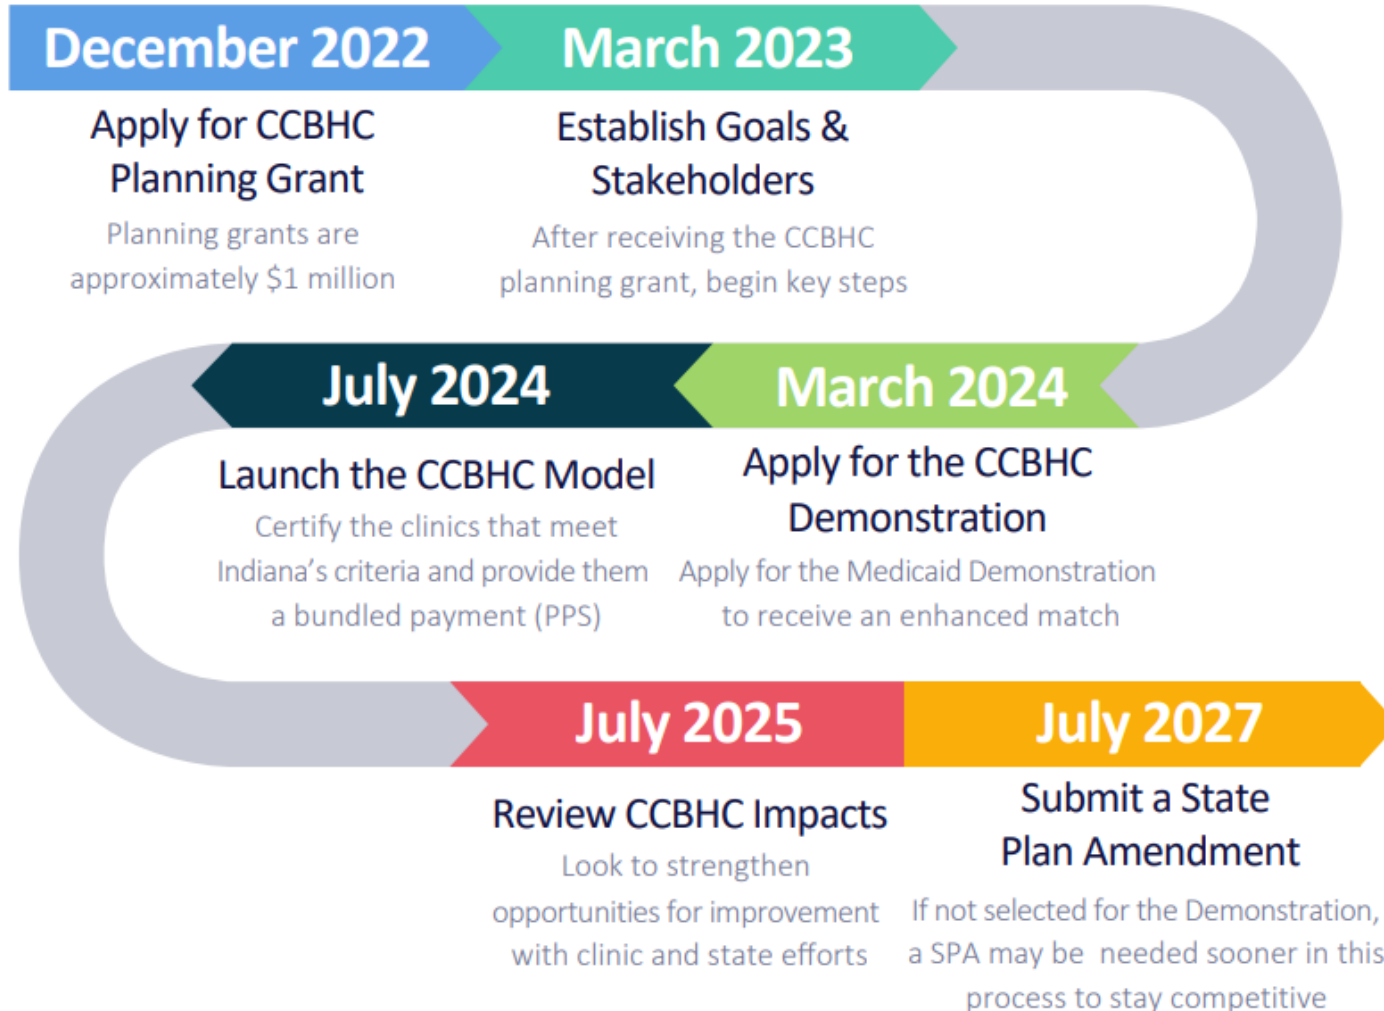 December 2022
Apply for CCBHC
Planning Grant
Planning grants are
approximately $1 million
March 2023
Establish Goals &
Stakeholders
After receiving the CCBHC
planning grant, begin key steps
March 2024
Apply for the CCBHC
Demonstration
Apply for the Medicaid Demonstration
to receive an enhanced match
July 2024
Launch the CCBHC Model
Certify the clinics that meet
Indiana’s criteria and provide them
a bundled payment (PPS)
July 2025
Review CCBHC Impacts
Look to strengthen
opportunities for improvement
with clinic and state efforts
July 2027
Submit a State
Plan Amendment
If not selected for the Demonstration,
a SPA may be needed sooner in this
process to stay competitive